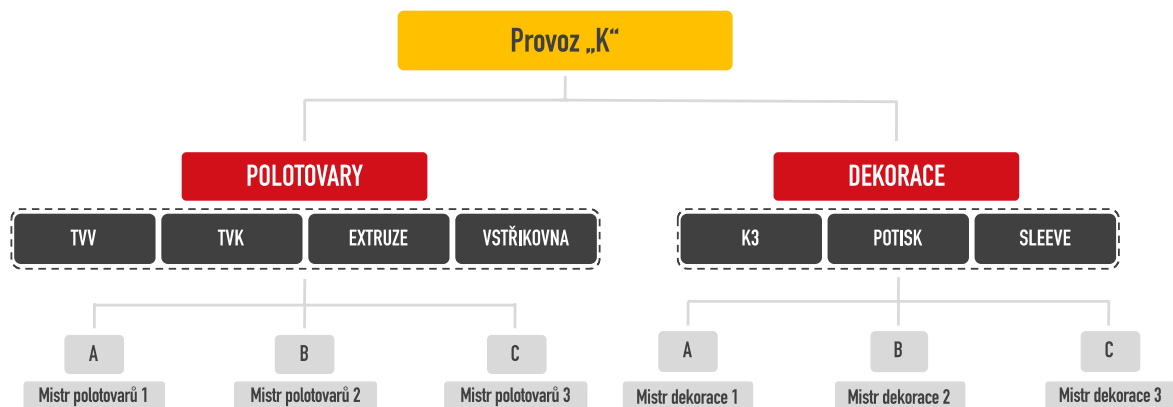 Provoz „K“
POLOTOVARY
DEKORACE
TVV
TVK
EXTRUZE
VSTŘIKOVNA
K3
POTISK
SLEEVE
A
B
C
A
B
C
Mistr polotovarů 1
Mistr polotovarů 2
Mistr polotovarů 3
Mistr dekorace 1
Mistr dekorace 2
Mistr dekorace 3